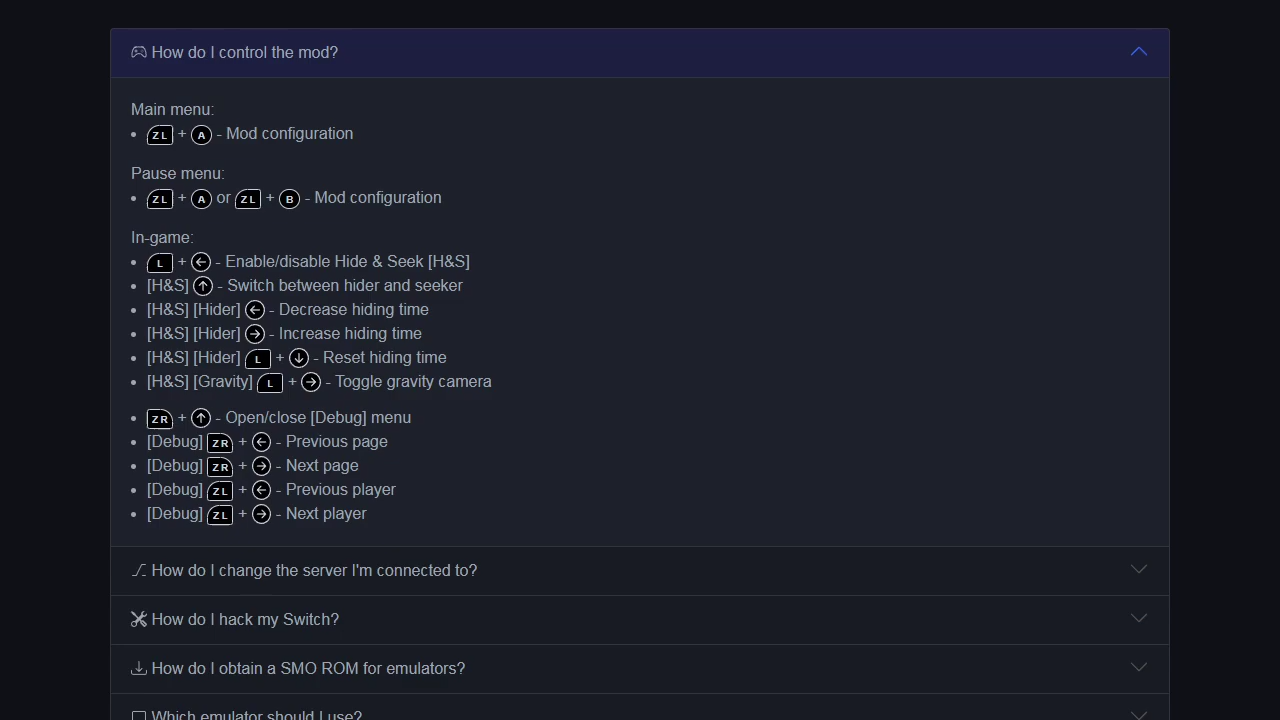 How do I control the mod?
Main menu:
• ZL + A - Mod configuration
Pause menu:
• ZL + A or ZL + B - Mod configuration
In-game:
• L + ← - Enable/disable Hide & Seek [H&S]
• [H&S] ↑ - Switch between hider and seeker
• [H&S] [Hider] ← - Decrease hiding time
• [H&S] [Hider] → - Increase hiding time
• [H&S] [Hider] L + ↓ - Reset hiding time
• [H&S] [Gravity] L + → - Toggle gravity camera
• ZR + ↑ - Open/close [Debug] menu
• [Debug] ZR + ← - Previous page
• [Debug] ZR + → - Next page
• [Debug] ZL + ← - Previous player
• [Debug] ZL + → - Next player
How do I change the server I'm connected to?
How do I hack my Switch?
How do I obtain a SMO ROM for emulators?
Which emulator should I use?